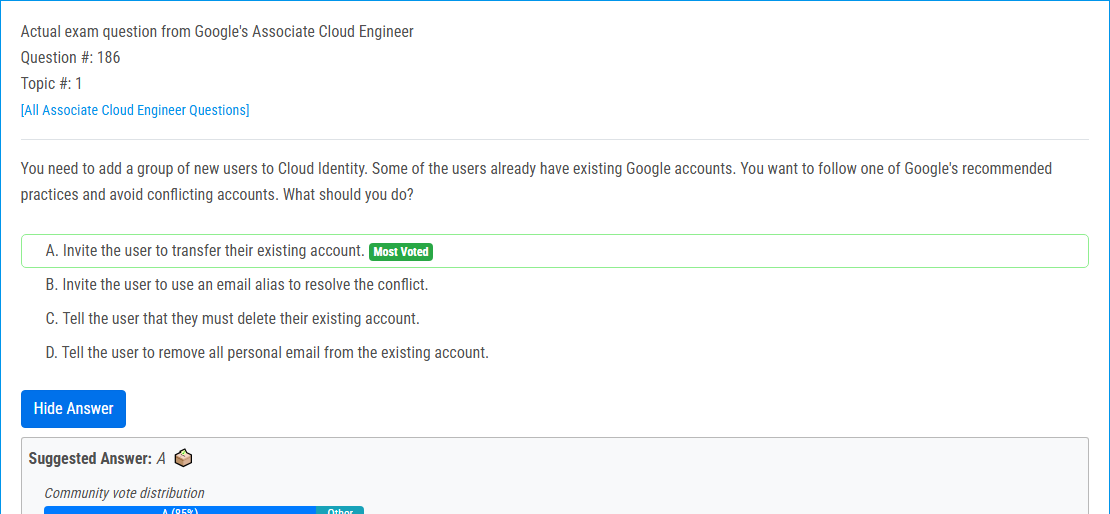 Actual exam question from Google's Associate Cloud Engineer
Question #: 186
Topic #: 1
[All Associate Cloud Engineer Questions]
You need to add a group of new users to Cloud Identity. Some of the users already have existing Google accounts. You want to follow one of Google's recommended
practices and avoid conflicting accounts. What should you do?
A. Invite the user to transfer their existing account. Most Voted
B. Invite the user to use an email alias to resolve the conflict.
C. Tell the user that they must delete their existing account.
D. Tell the user to remove all personal email from the existing account.
Hide Answer
Suggested Answer: A
Community vote distribution
A (85%) Other